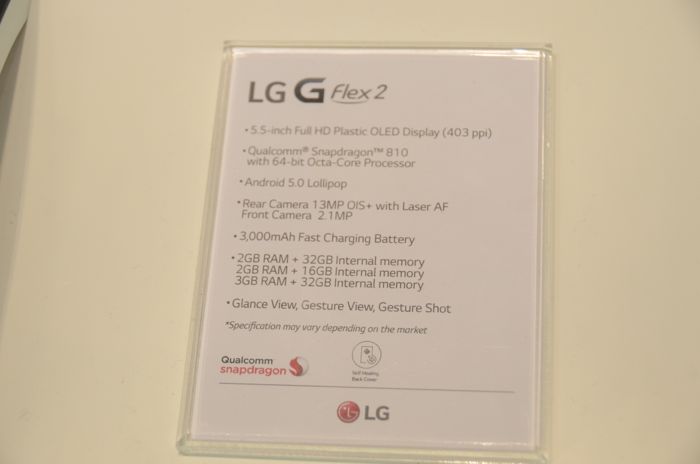 LG G Flex 2
• 5.5-inch Full HD Plastic OLED Display (403 ppi)
• Qualcomm® Snapdragon™ 810
with 64-bit Octa-Core Processor
• Android 5.0 Lollipop
• Rear Camera 13MP OIS+ with Laser AF
Front Camera 2.1MP
• 3,000mAh Fast Charging Battery
• 2GB RAM + 32GB Internal memory
2GB RAM + 16GB Internal memory
3GB RAM + 32GB Internal memory
• Glance View, Gesture View, Gesture Shot
*Specification may vary depending on the market
Qualcomm
snapdragon
Self Healing
Back Cover
LG